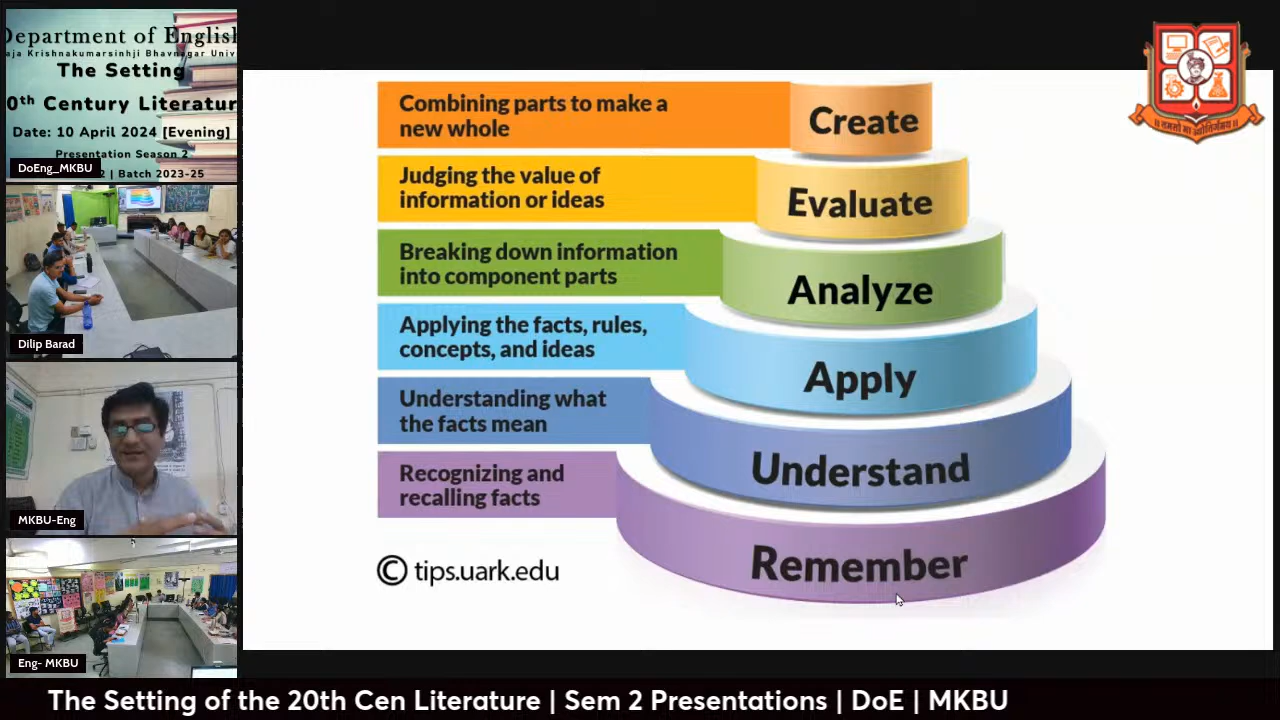 Department of English
aja Krishnakumarsinhji Bhavnagar Univ
The Setting
0th Century Literatur
Date: 10 April 2024 [Evening]
Presentation Season 2
2 | Batch 2023-25
DoEng_MKBU
Dilip Barad
MKBU-Eng
Eng- MKBU
Combining parts to make a
new whole
Create
Judging the value of
information or ideas
Evaluate
Breaking down information
into component parts
Analyze
Applying the facts, rules,
concepts, and ideas
Apply
Understanding what
the facts mean
Understand
Recognizing and
recalling facts
Remember
© tips.uark.edu
।। तमसो मा ज्योतिर्गमय ।।
The Setting of the 20th Cen Literature | Sem 2 Presentations | DoE | MKBU